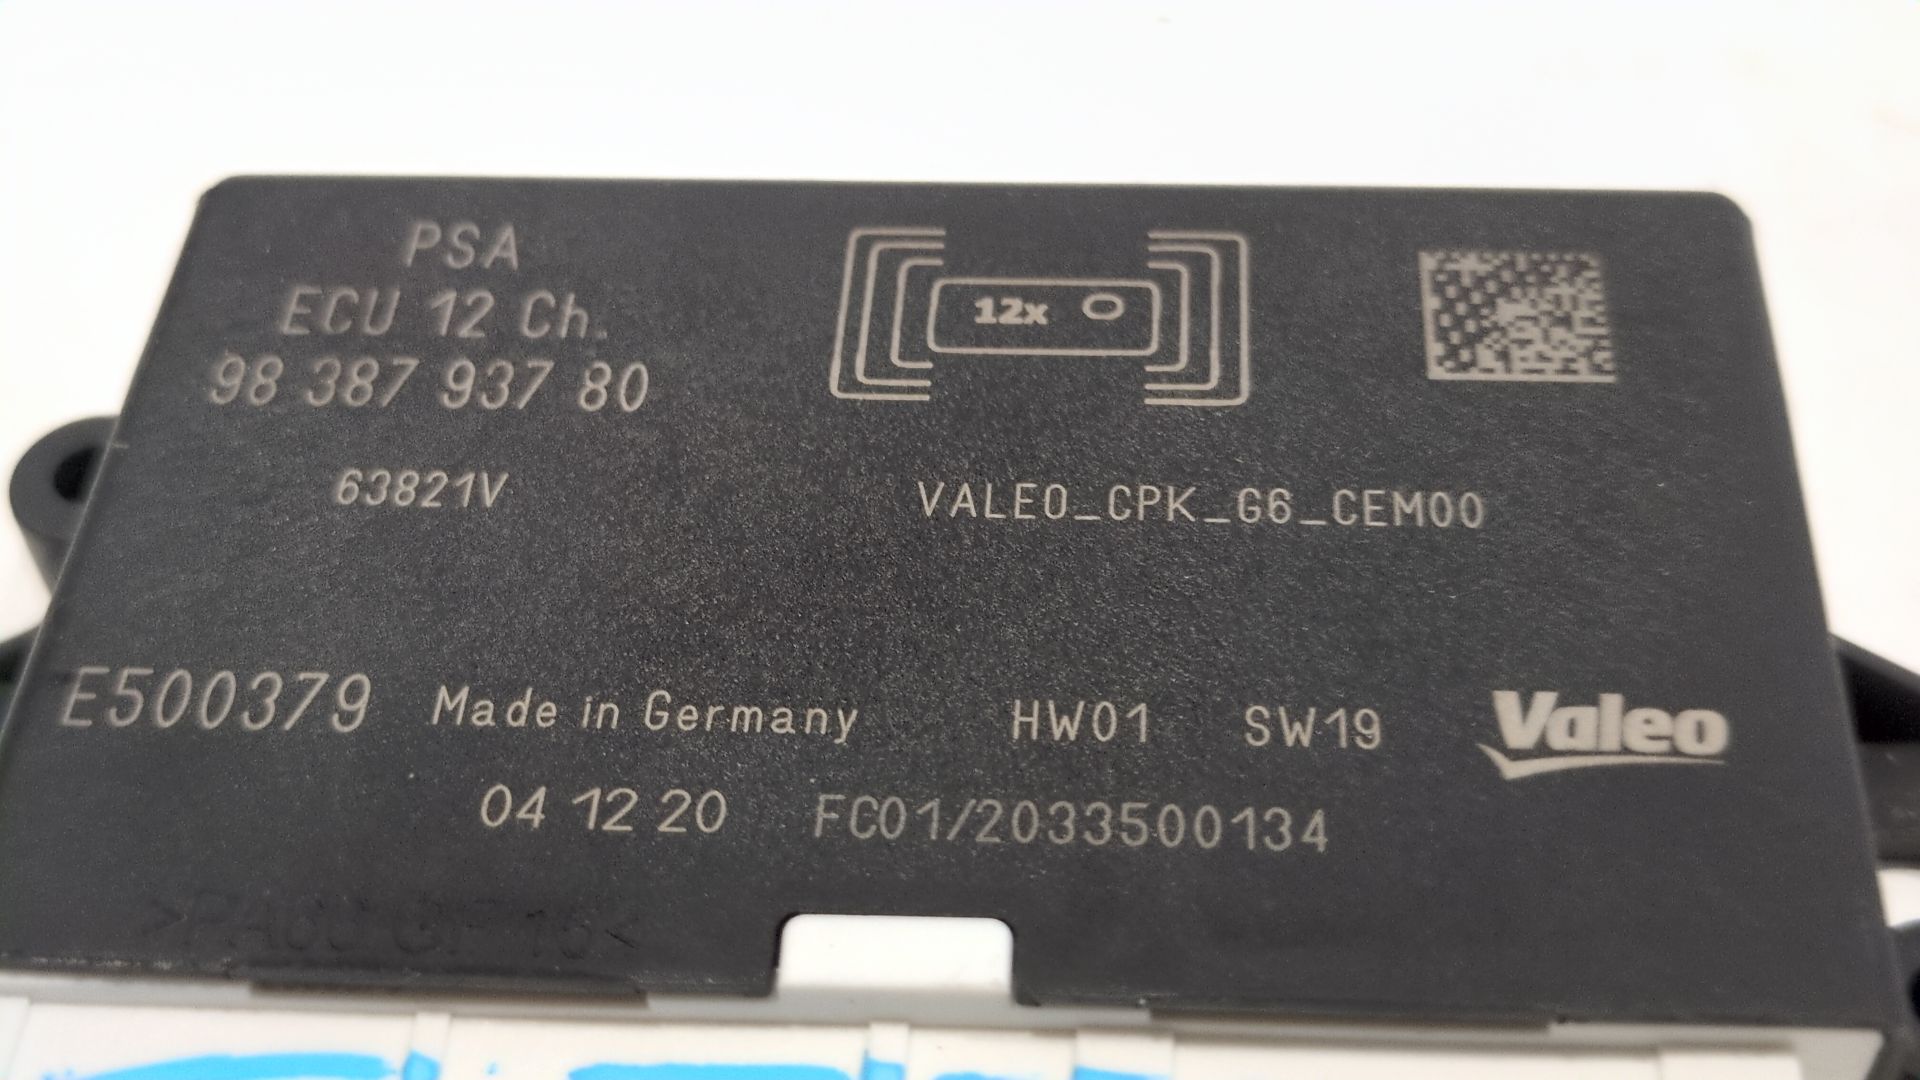 PSA
ECU 12 Ch.
98 387 937 80
12x
63821V
VALEO_CPK_G6_CEM00
E500379 Made in Germany HW01 SW19 Valeo
04 12 20 FC01/2033500134